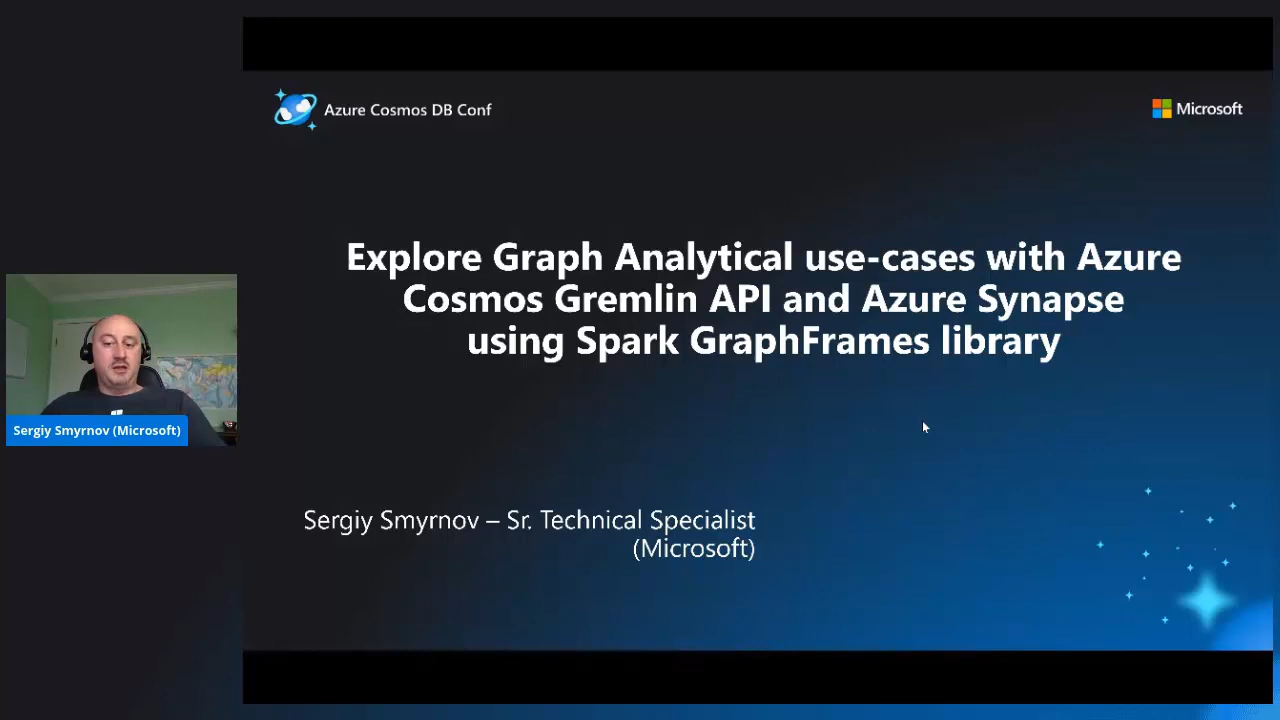 Azure Cosmos DB Conf
Microsoft
Explore Graph Analytical use-cases with Azure
Cosmos Gremlin API and Azure Synapse
using Spark GraphFrames library
Sergiy Smyrnov (Microsoft)
Sergiy Smyrnov – Sr. Technical Specialist
(Microsoft)